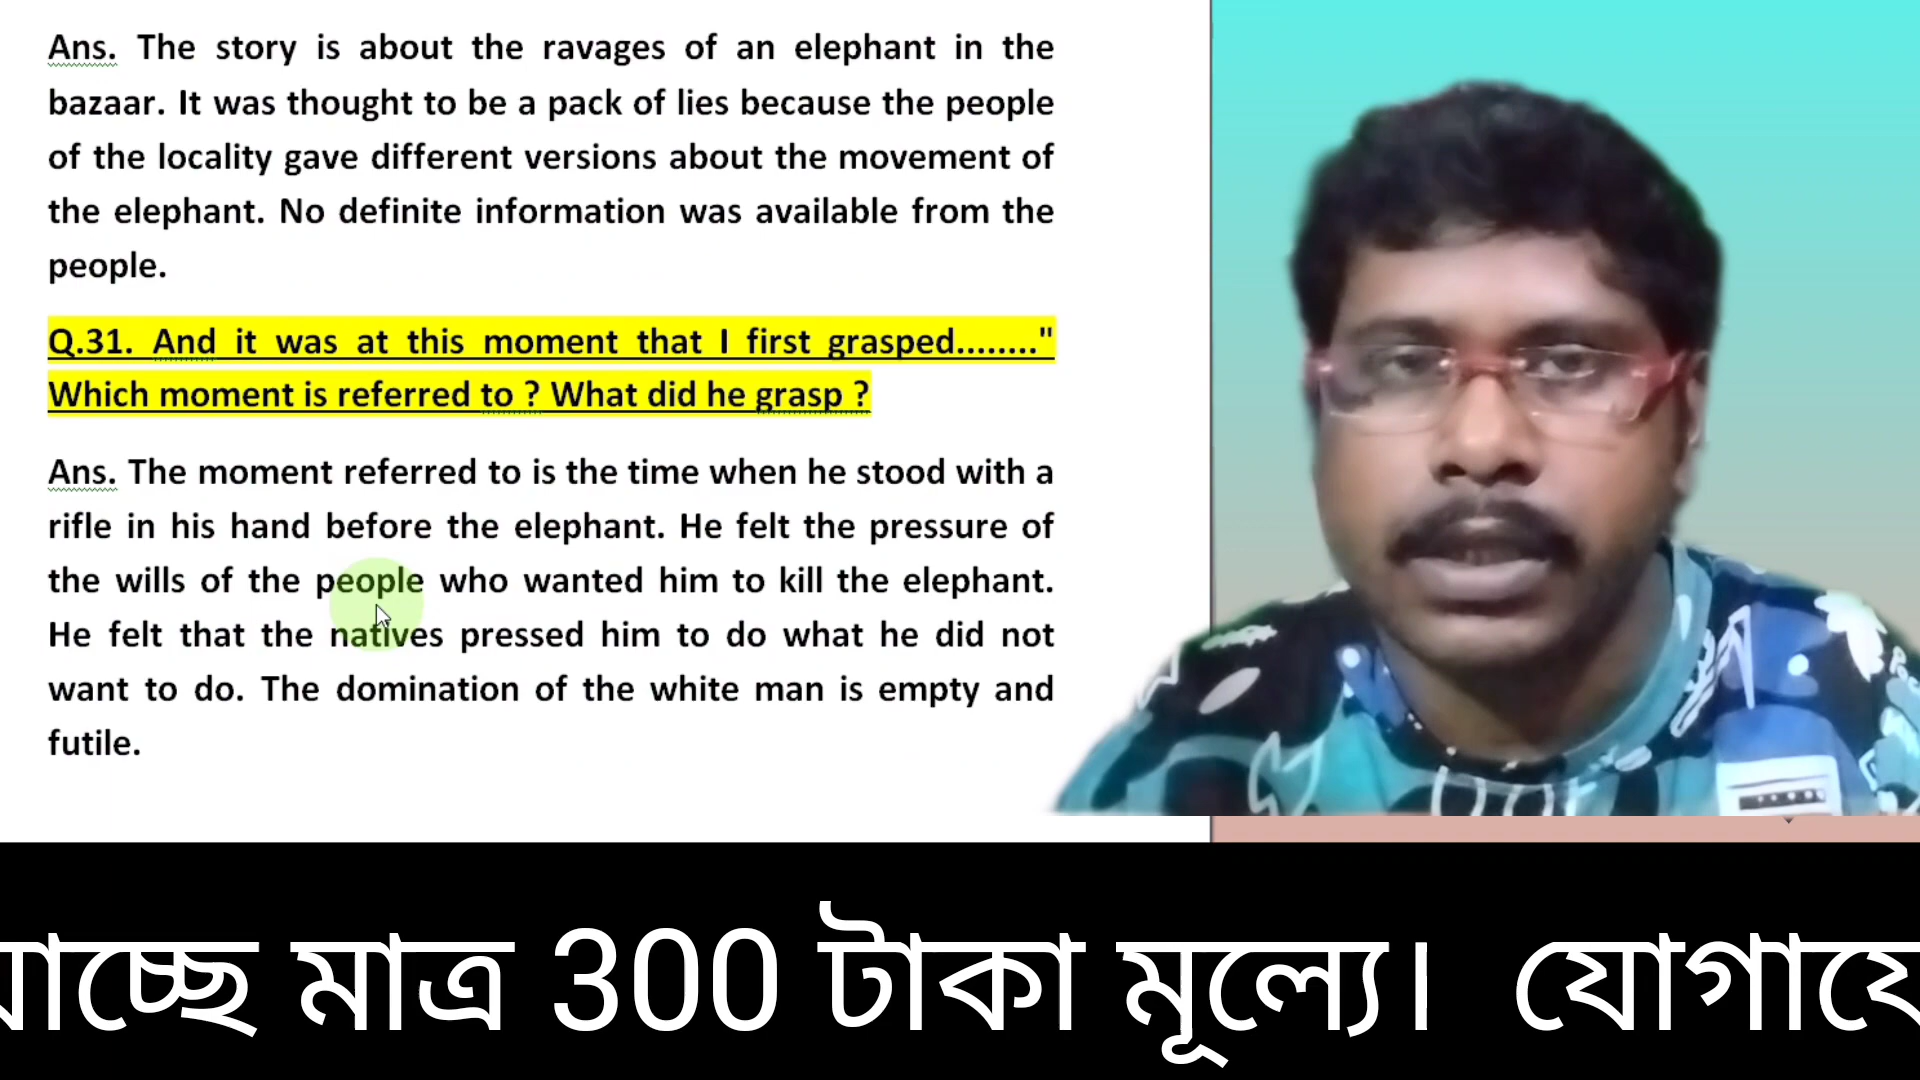 Ans. The story is about the ravages of an elephant in the
bazaar. It was thought to be a pack of lies because the people
of the locality gave different versions about the movement of
the elephant. No definite information was available from the
people.
Q.31. And it was at this moment that I first grasped........"
Which moment is referred to ? What did he grasp ?
Ans. The moment referred to is the time when he stood with a
rifle in his hand before the elephant. He felt the pressure of
the wills of the people who wanted him to kill the elephant.
He felt that the natives pressed him to do what he did not
want to do. The domination of the white man is empty and
futile.
মাত্র 300 টাকা মূল্যে।